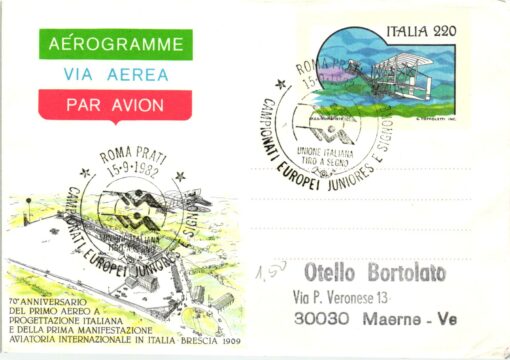 AÉROGRAMME
VIA AEREA
PAR AVION
ITALIA 220
ROMA PRATI
15-9-1982
UNIONE ITALIANA
TIRO A SEGNO
CAMPIONATI EUROPEI JUNIORES E SIGNORE
ROMA PRATI
15-9-1982
CAMPIONATI EUROPEI JUNIORES E SIGNORE
1,50
Otello Bortolato
Via P. Veronese 13
30030 Maerne - Ve
70° ANNIVERSARIO
DEL PRIMO AEREO A
PROGETTAZIONE ITALIANA
E DELLA PRIMA MANIFESTAZIONE
AVIATORIA INTERNAZIONALE IN ITALIA BRESCIA 1909